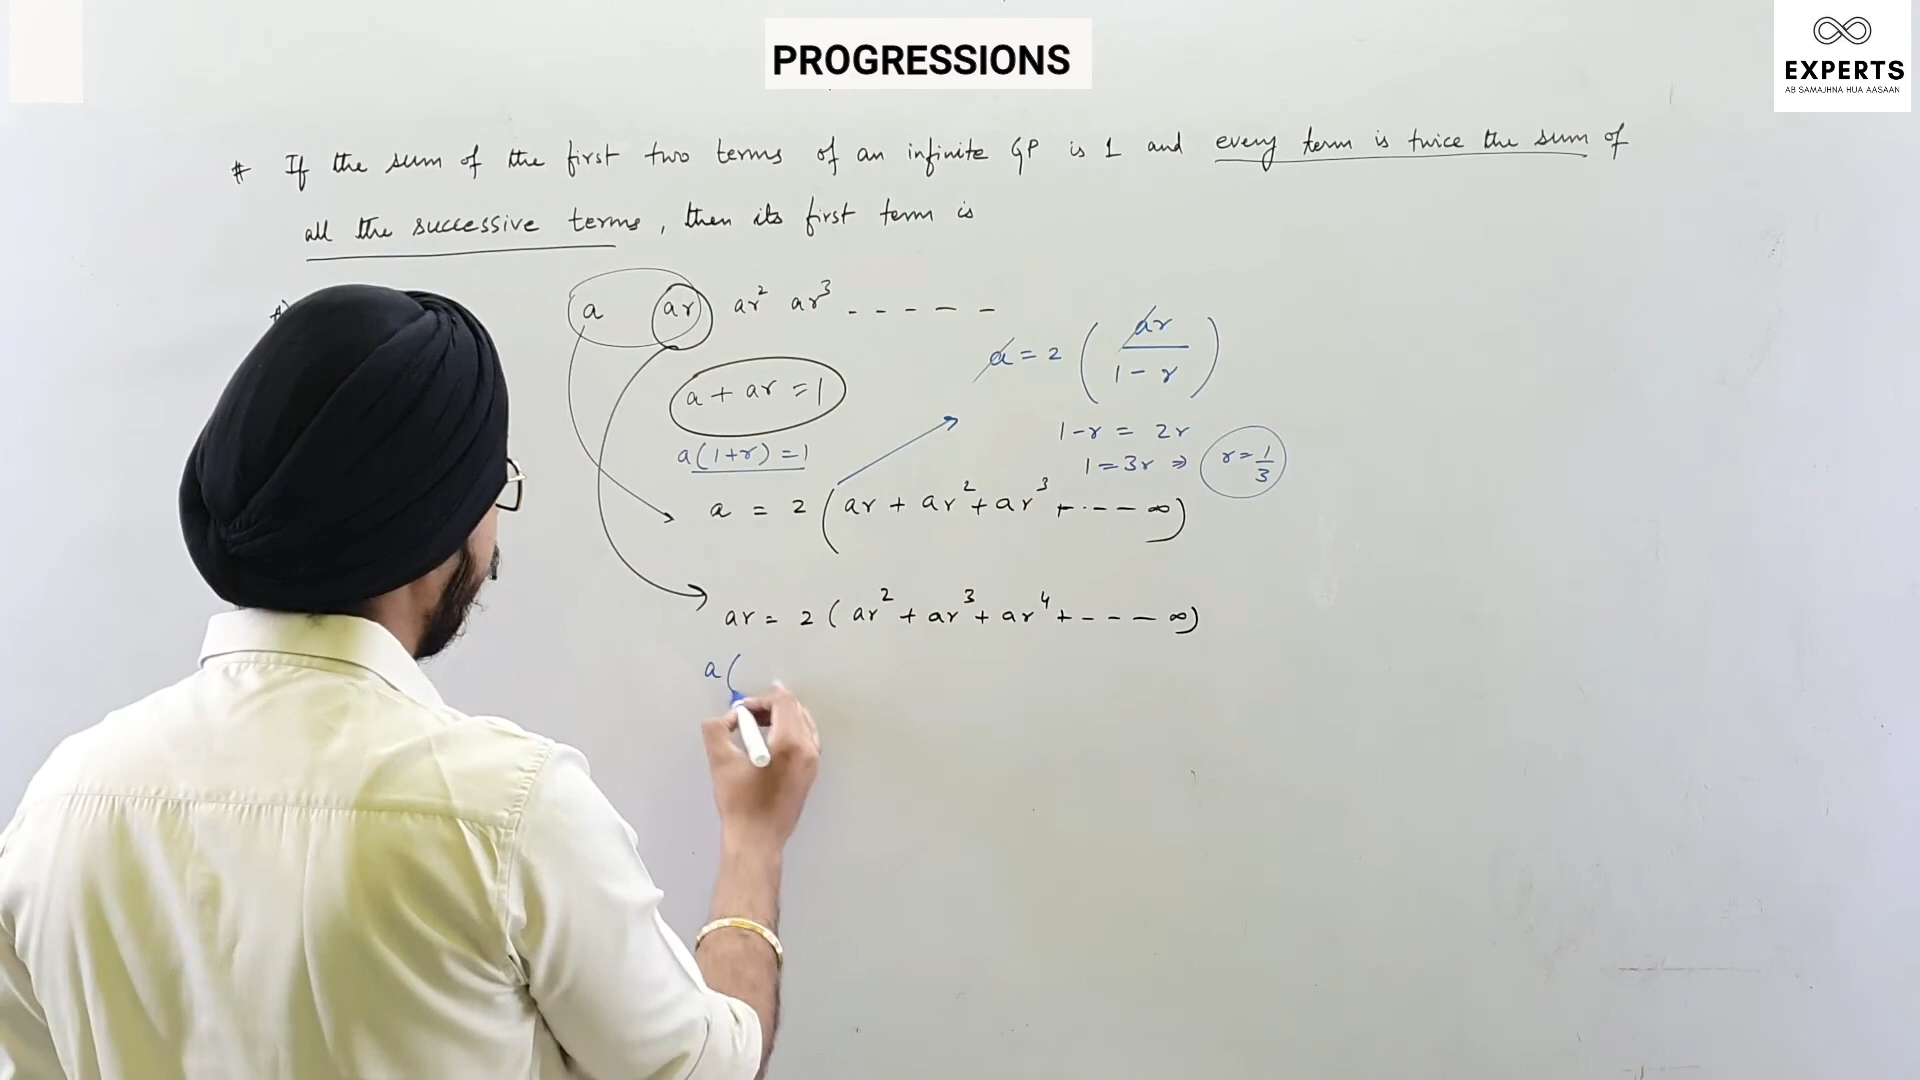 PROGRESSIONS
EXPERTS
AB SAMAJHNA HUA AASAAN
# If the sum of the first two terms of an infinite GP is 1 and every term is twice the sum of
all the successive terms, then its first term is
a ar ar² ar³ - - - - -
a + ar = 1
a(1+r) = 1
a = 2 (ar / 1 - r)
1-r = 2r
1 = 3r ⇒ r = 1/3
a = 2 (ar + ar² + ar³ + - - - ∞)
ar = 2 (ar² + ar³ + ar⁴ + - - - ∞)
a(